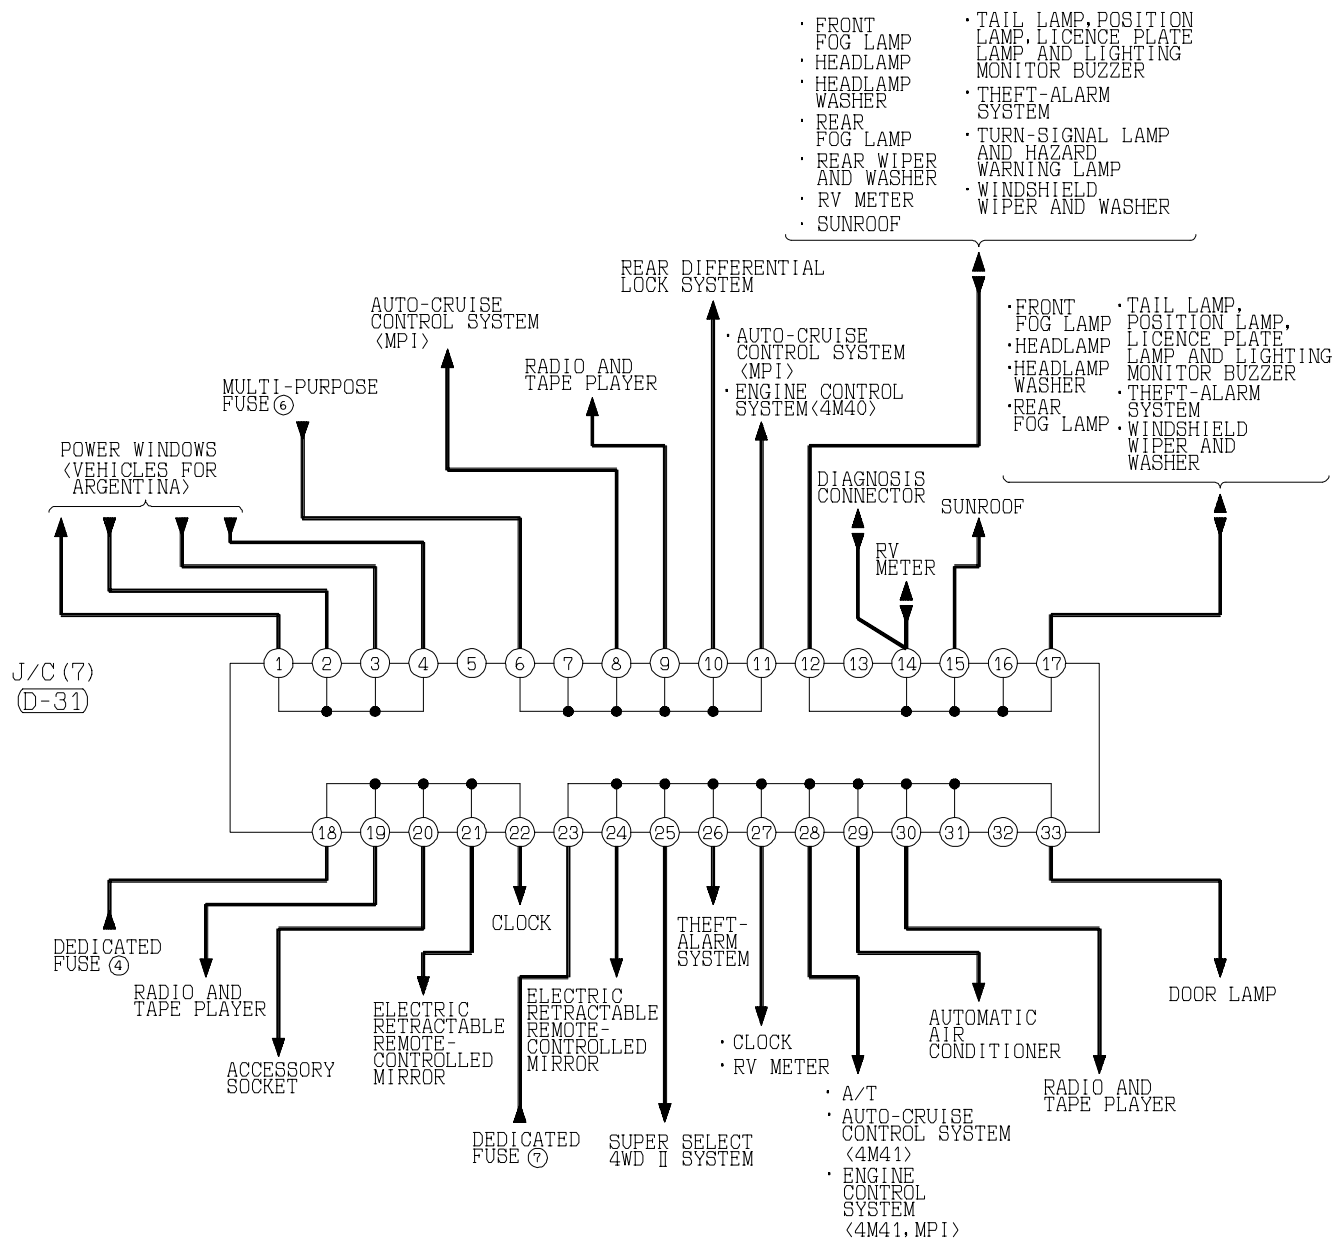 · FRONT
FOG LAMP
· HEADLAMP
· HEADLAMP
WASHER
· REAR
FOG LAMP
· REAR WIPER
AND WASHER
· RV METER
· SUNROOF
· TAIL LAMP, POSITION
LAMP, LICENCE PLATE
LAMP AND LIGHTING
MONITOR BUZZER
· THEFT-ALARM
SYSTEM
· TURN-SIGNAL LAMP
AND HAZARD
WARNING LAMP
· WINDSHIELD
WIPER AND WASHER
REAR DIFFERENTIAL
LOCK SYSTEM
AUTO-CRUISE
CONTROL SYSTEM
〈MPI〉
· AUTO-CRUISE
CONTROL SYSTEM
〈MPI〉
· ENGINE CONTROL
SYSTEM〈4M40〉
RADIO AND
TAPE PLAYER
MULTI-PURPOSE
FUSE ⑥
POWER WINDOWS
〈VEHICLES FOR
ARGENTINA〉
· FRONT
FOG LAMP
· HEADLAMP
· HEADLAMP
WASHER
· REAR
FOG LAMP
· TAIL LAMP,
POSITION LAMP,
LICENCE PLATE
LAMP AND LIGHTING
MONITOR BUZZER
· THEFT-ALARM
SYSTEM
· WINDSHIELD
WIPER AND
WASHER
DIAGNOSIS
CONNECTOR
SUNROOF
RV
METER
1 2 3 4 5 6 7 8 9 10 11 12 13 14 15 16 17
J/C (7)
D-31
18 19 20 21 22 23 24 25 26 27 28 29 30 31 32 33
DEDICATED
FUSE ④
RADIO AND
TAPE PLAYER
ACCESSORY
SOCKET
ELECTRIC
RETRACTABLE
REMOTE-
CONTROLLED
MIRROR
CLOCK
DEDICATED
FUSE ⑦
ELECTRIC
RETRACTABLE
REMOTE-
CONTROLLED
MIRROR
SUPER SELECT
4WD Ⅱ SYSTEM
THEFT-
ALARM
SYSTEM
· CLOCK
· RV METER
· A/T
· AUTO-CRUISE
CONTROL SYSTEM
〈4M41〉
· ENGINE
CONTROL
SYSTEM
〈4M41, MPI〉
AUTOMATIC
AIR
CONDITIONER
RADIO AND
TAPE PLAYER
DOOR LAMP